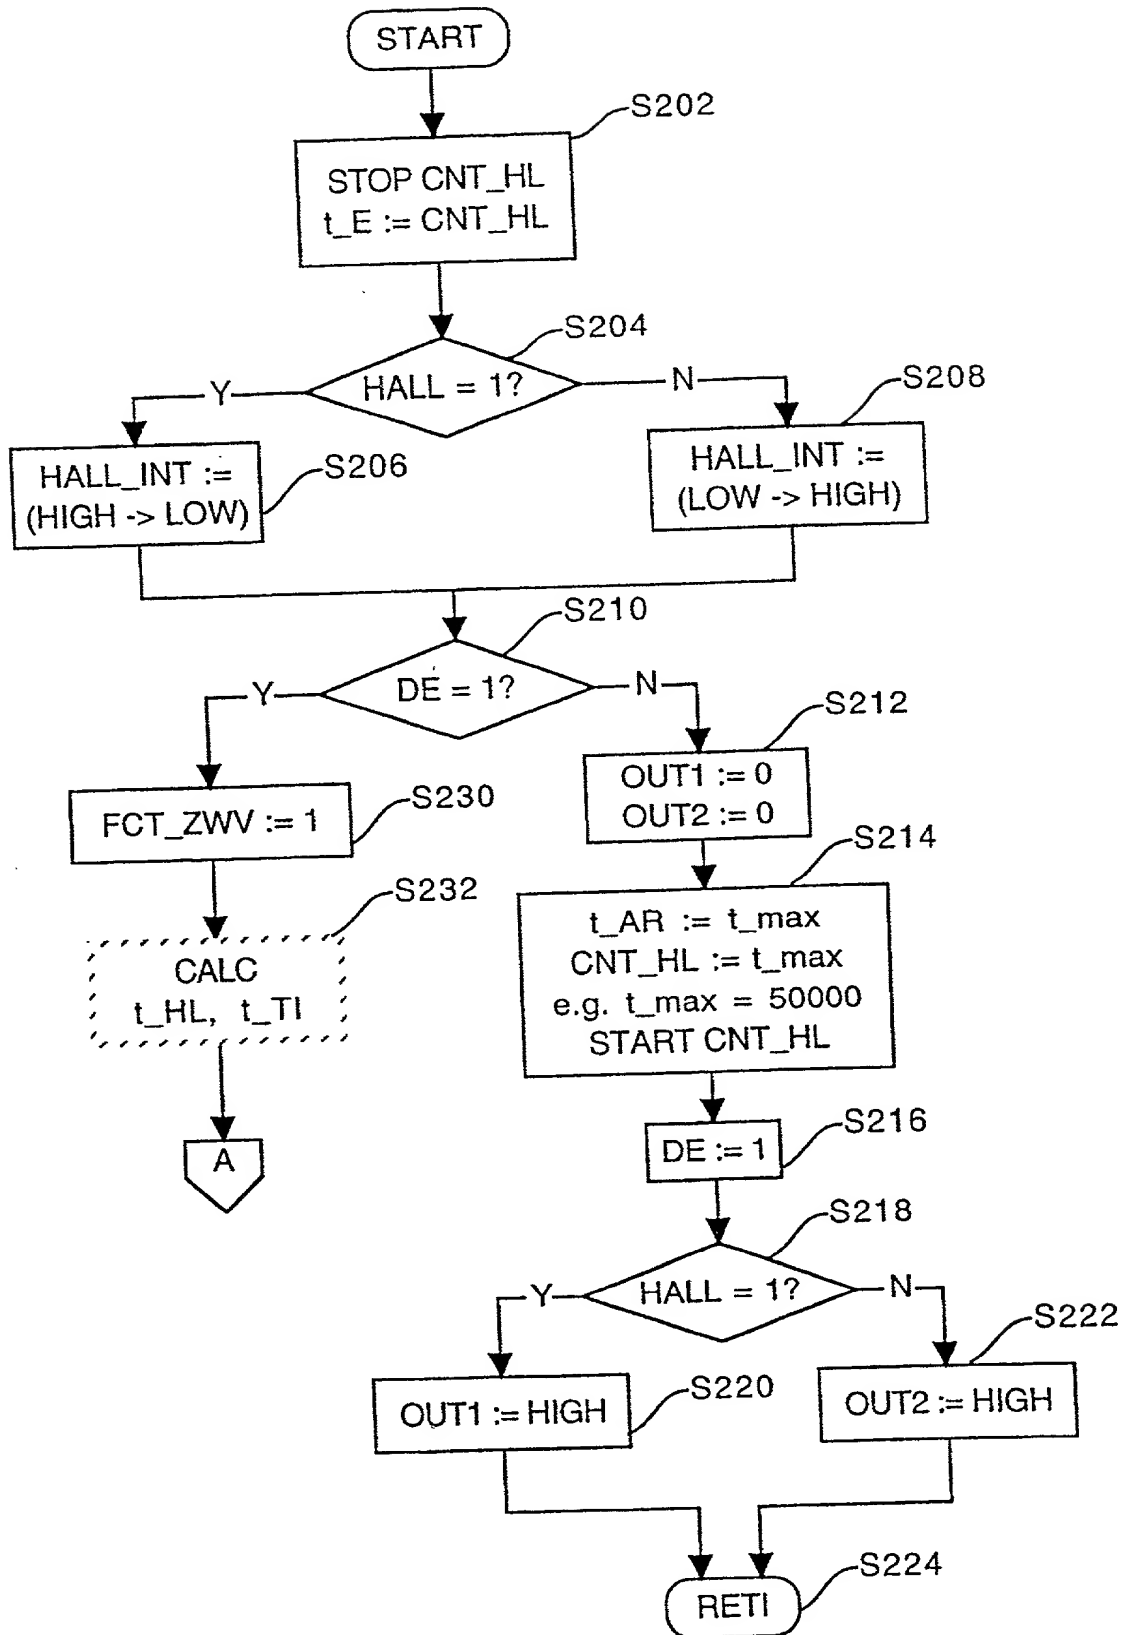 START
S202
STOP CNT_HL
t_E := CNT_HL
S204
HALL = 1?
Y
N
S208
HALL_INT :=
(HIGH -> LOW)
S206
HALL_INT :=
(LOW -> HIGH)
S210
DE = 1?
Y
N
S212
OUT1 := 0
OUT2 := 0
S230
FCT_ZWV := 1
S214
t_AR := t_max
CNT_HL := t_max
e.g. t_max = 50000
START CNT_HL
S232
CALC
t_HL, t_TI
A
S216
DE := 1
S218
HALL = 1?
Y
N
S222
S220
OUT1 := HIGH
OUT2 := HIGH
S224
RETI